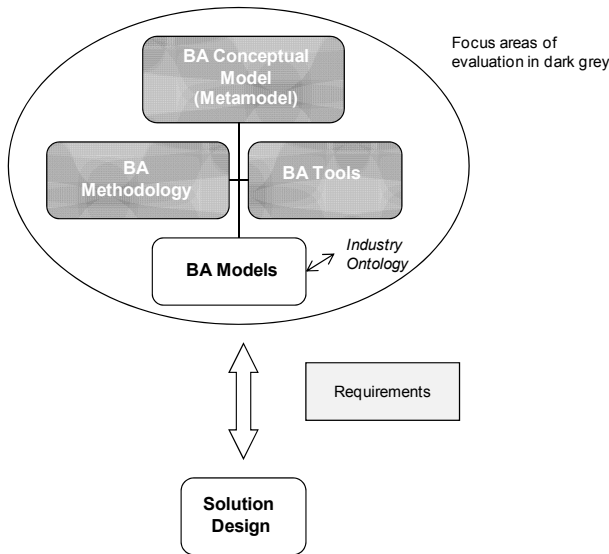 BA Conceptual
Model
(Metamodel)
Focus areas of
evaluation in dark grey
BA
Methodology
BA Tools
BA Models
Industry
Ontology
Requirements
Solution
Design